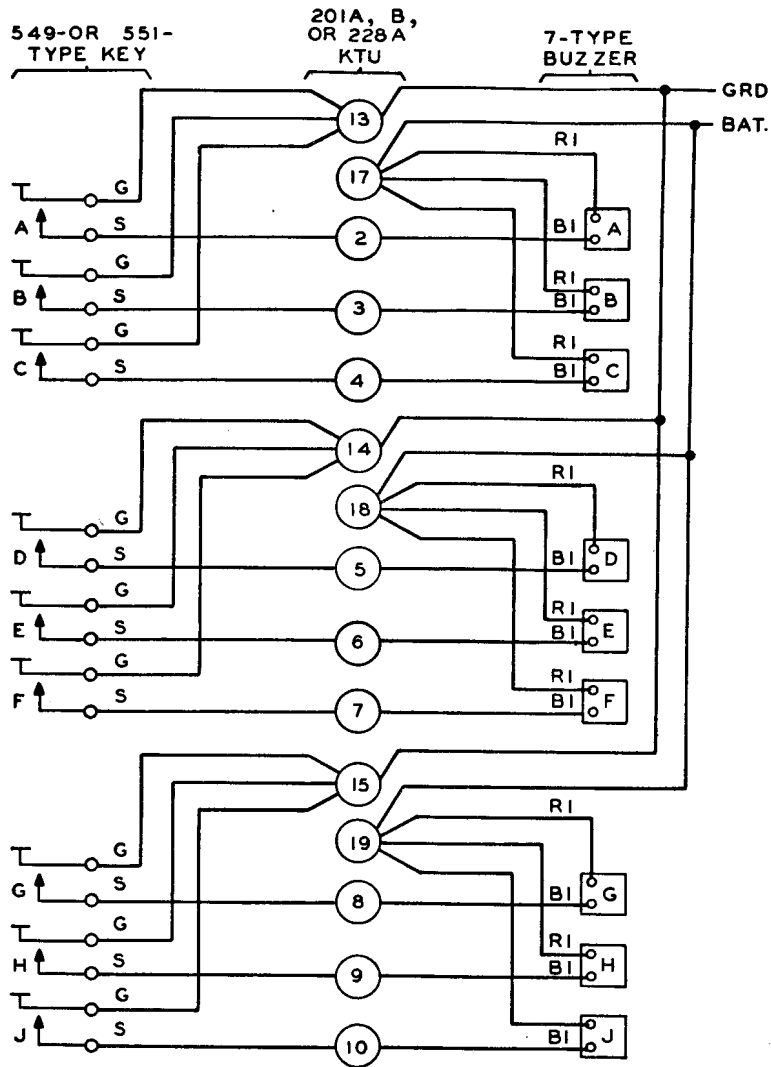 549-OR 551-
TYPE KEY
201A, B,
OR 228A
KTU
7-TYPE
BUZZER
GRD
BAT.
13
R1
17
G
A
S
2
B1
A
G
R1
B
S
3
B1
B
G
R1
C
S
4
B1
C
14
R1
18
G
D
S
5
B1
D
G
R1
E
S
6
B1
E
G
R1
F
S
7
B1
F
15
R1
19
G
G
S
8
B1
G
G
R1
H
S
9
B1
H
G
J
S
10
B1
J